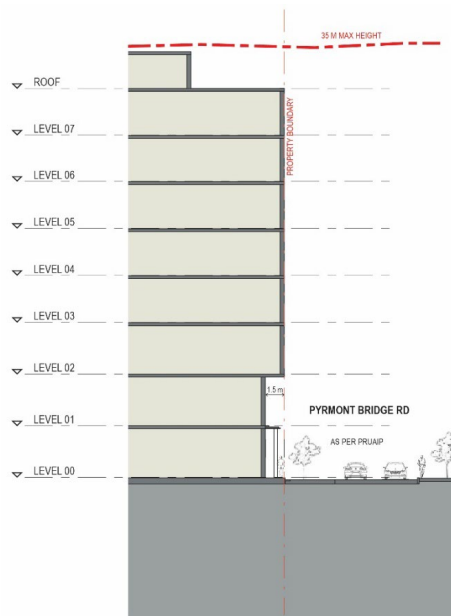 35 M MAX HEIGHT
ROOF
PROPERTY BOUNDARY
LEVEL 07
LEVEL 06
LEVEL 05
LEVEL 04
LEVEL 03
LEVEL 02
1.5 m
PYRMONT BRIDGE RD
LEVEL 01
AS PER PRUAIP
LEVEL 00